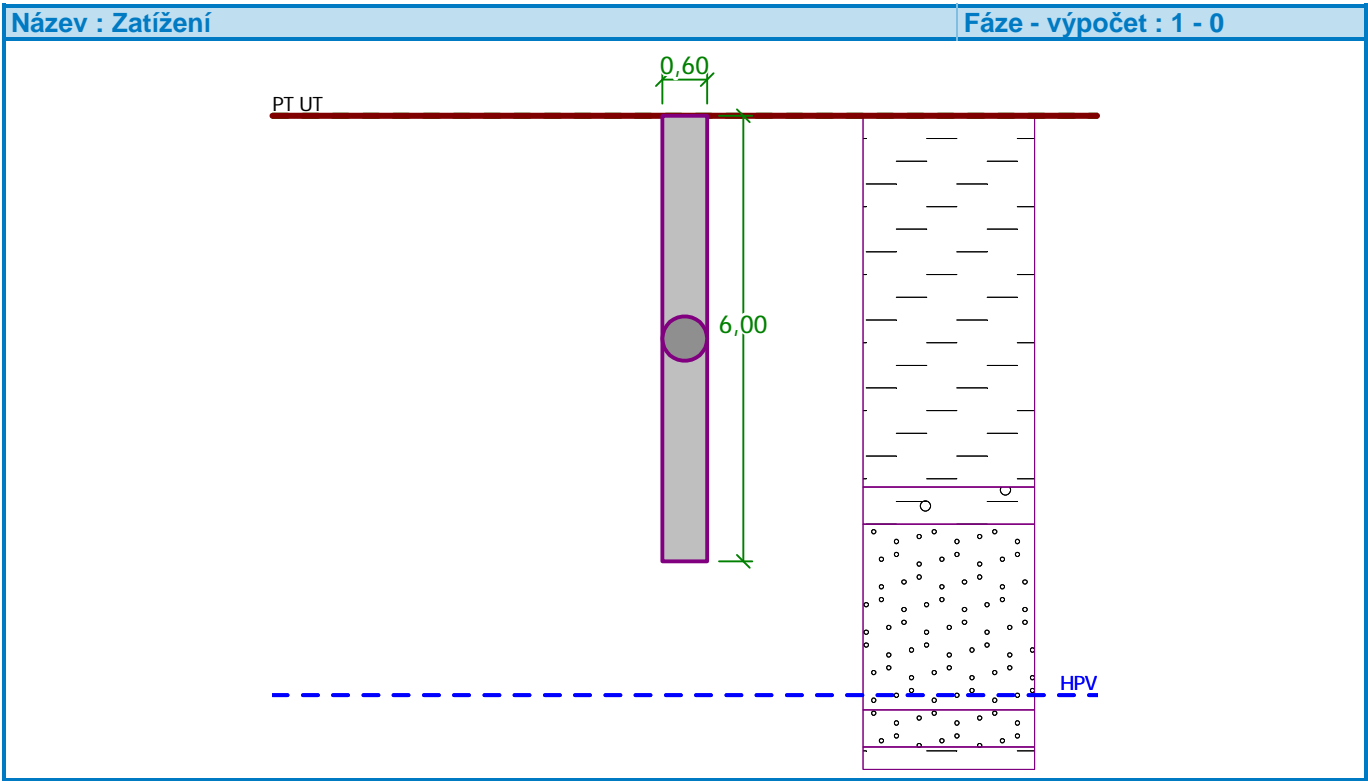 Název : Zatížení
Fáze - výpočet : 1 - 0
0,60
PT UT
6,00
HPV